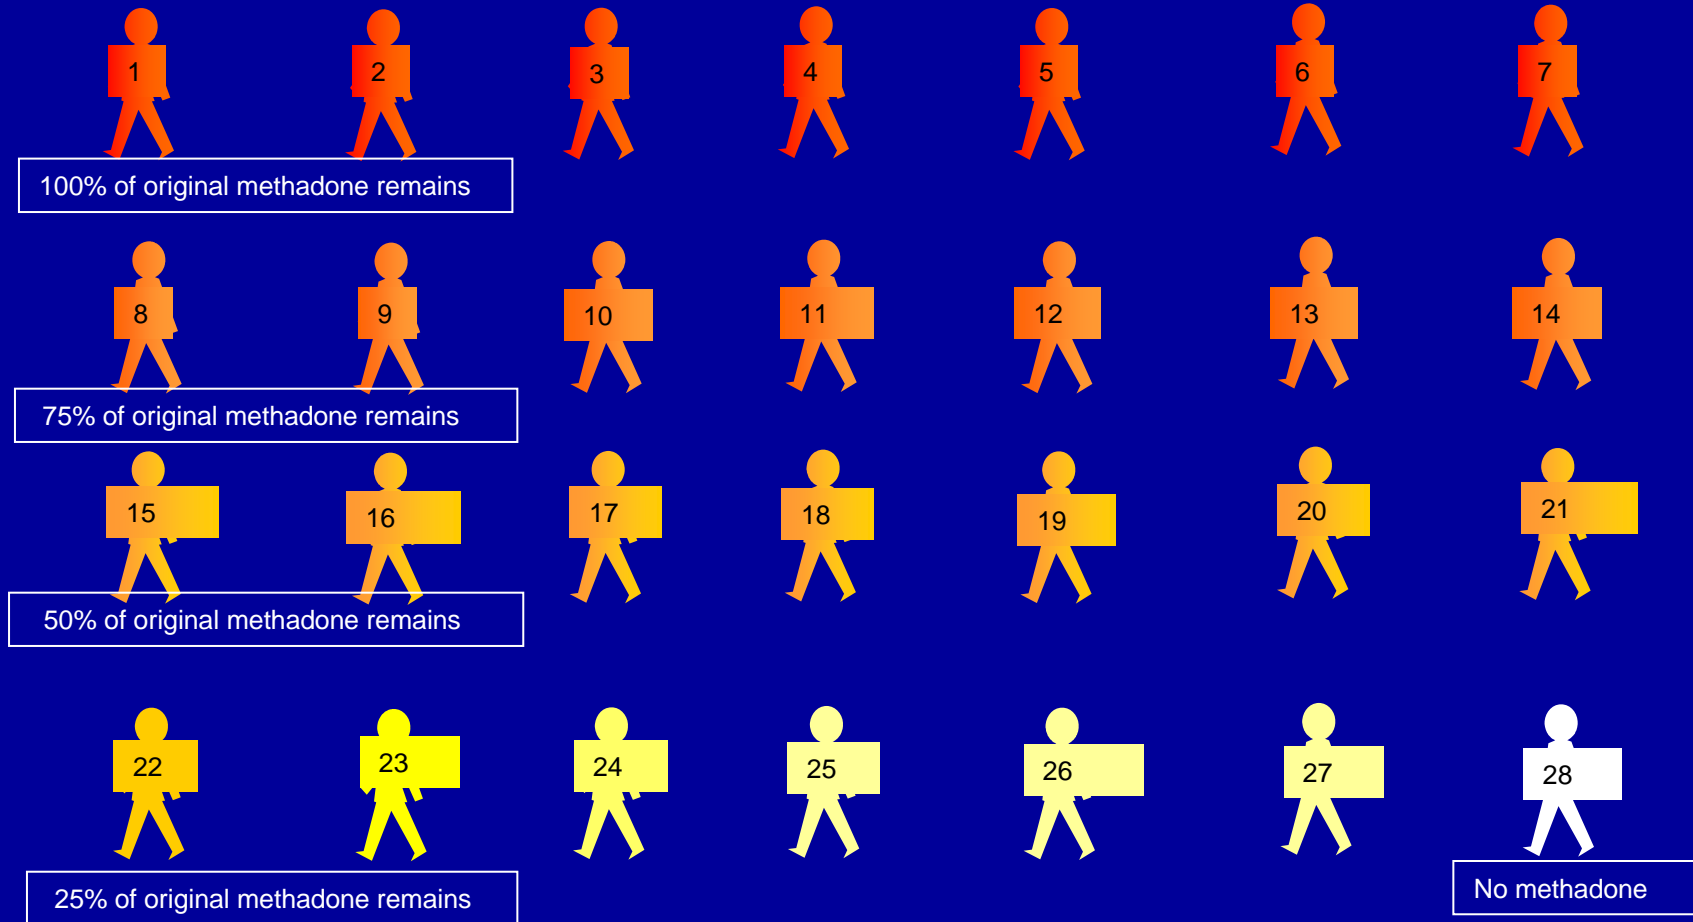 1 2 3 4 5 6 7
100% of original methadone remains
8 9 10 11 12 13 14
75% of original methadone remains
15 16 17 18 19 20 21
50% of original methadone remains
22 23 24 25 26 27 28
25% of original methadone remains
No methadone